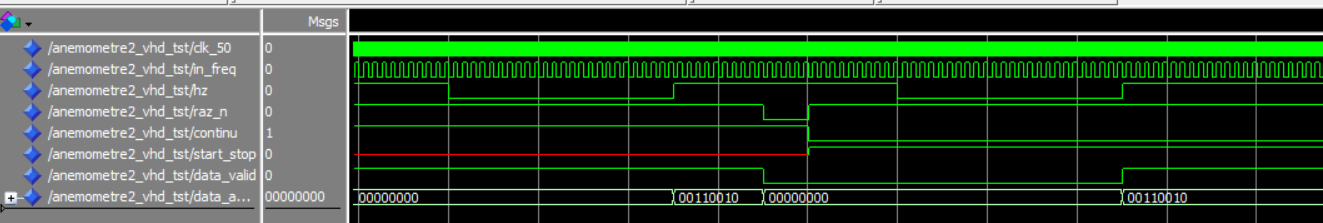 Msgs
/anemometre2_vhd_tst/clk_50 0
/anemometre2_vhd_tst/in_freq 0
/anemometre2_vhd_tst/hz 0
/anemometre2_vhd_tst/raz_n 0
/anemometre2_vhd_tst/continu 1
/anemometre2_vhd_tst/start_stop 0
/anemometre2_vhd_tst/data_valid 0
/anemometre2_vhd_tst/data_a... 00000000 00000000 00110010 00000000 00110010